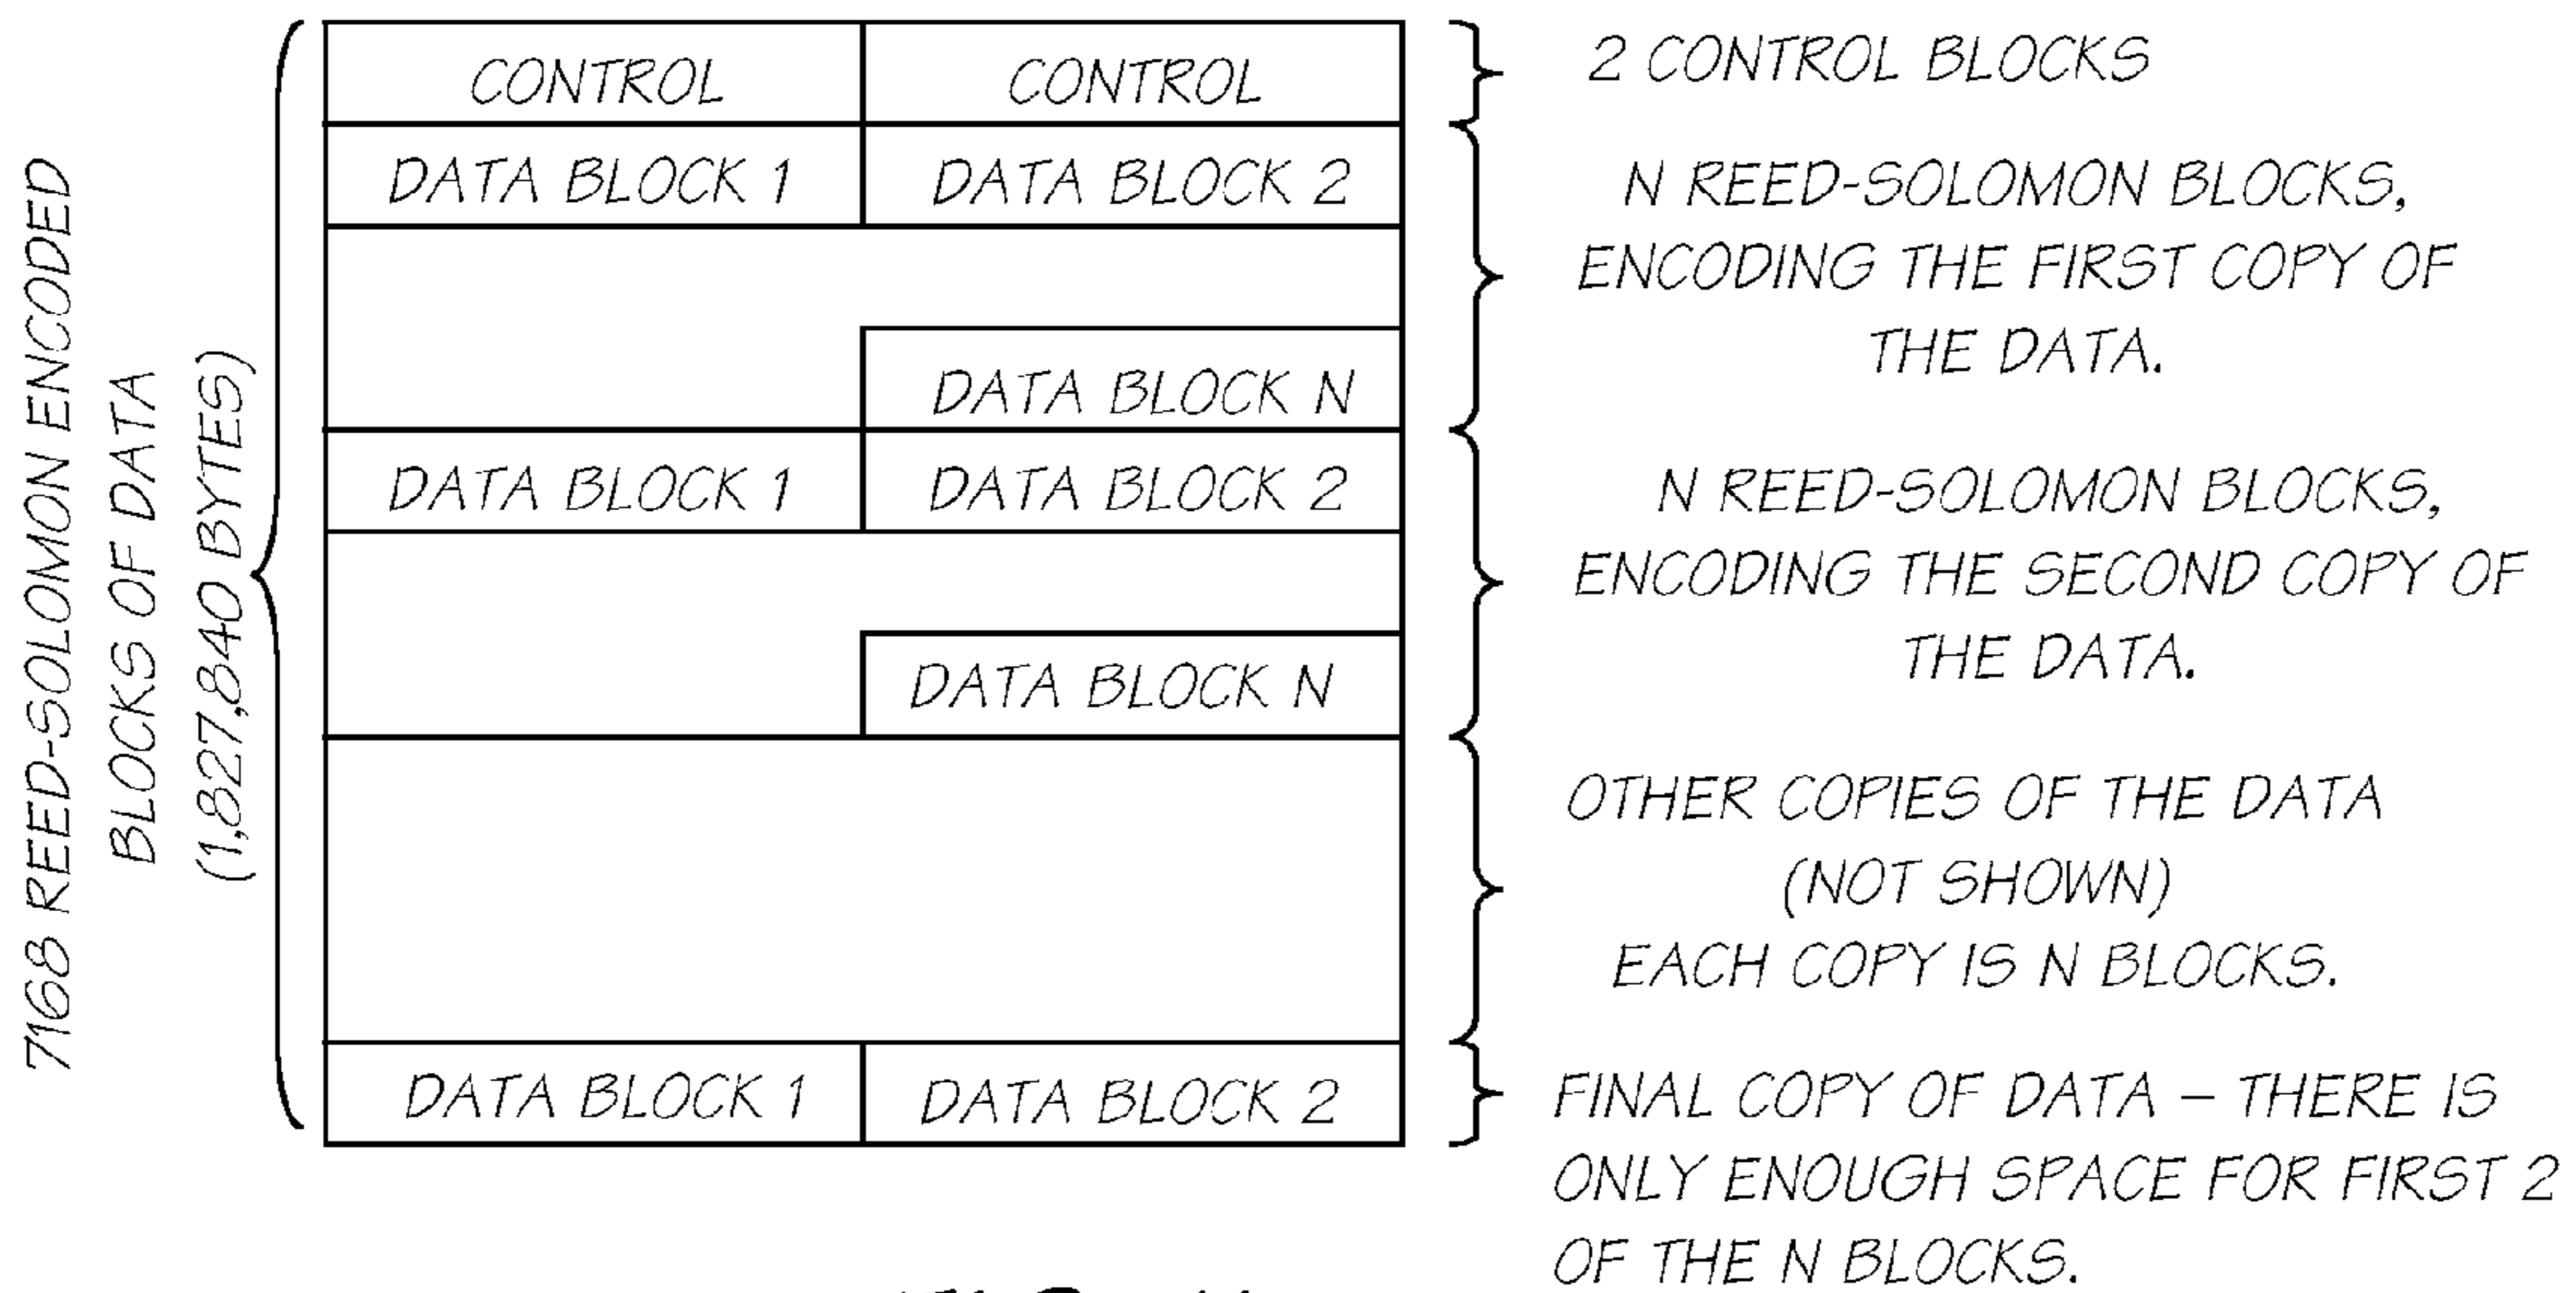 7168 REED-SOLOMON ENCODED
BLOCKS OF DATA
(1,827,840 BYTES)
CONTROL CONTROL
2 CONTROL BLOCKS
DATA BLOCK 1 DATA BLOCK 2
DATA BLOCK N
N REED-SOLOMON BLOCKS,
ENCODING THE FIRST COPY OF
THE DATA.
DATA BLOCK 1 DATA BLOCK 2
DATA BLOCK N
N REED-SOLOMON BLOCKS,
ENCODING THE SECOND COPY OF
THE DATA.
OTHER COPIES OF THE DATA
(NOT SHOWN)
EACH COPY IS N BLOCKS.
DATA BLOCK 1 DATA BLOCK 2
FINAL COPY OF DATA – THERE IS
ONLY ENOUGH SPACE FOR FIRST 2
OF THE N BLOCKS.